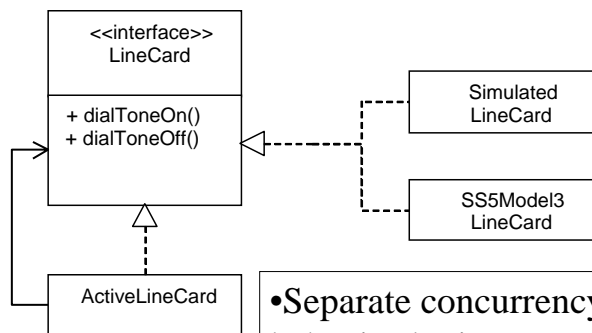 <<interface>>
LineCard
+ dialToneOn()
+ dialToneOff()
Simulated
LineCard
SS5Model3
LineCard
ActiveLineCard
•Separate concurrency